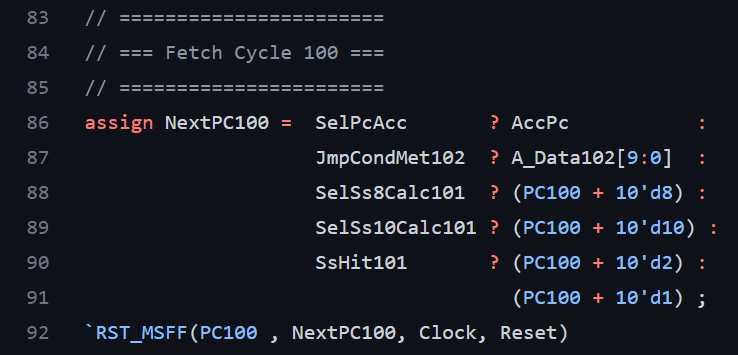 83 // =======================
84 // === Fetch Cycle 100 ===
85 // =======================
86 assign NextPC100 =  SelPcAcc       ? AccPc           :
87                     JmpCondMet102  ? A_Data102[9:0]  :
88                     SelSs8Calc101  ? (PC100 + 10'd8) :
89                     SelSs10Calc101 ? (PC100 + 10'd10) :
90                     SsHit101       ? (PC100 + 10'd2) :
91                                      (PC100 + 10'd1) ;
92 `RST_MSFF(PC100 , NextPC100, Clock, Reset)